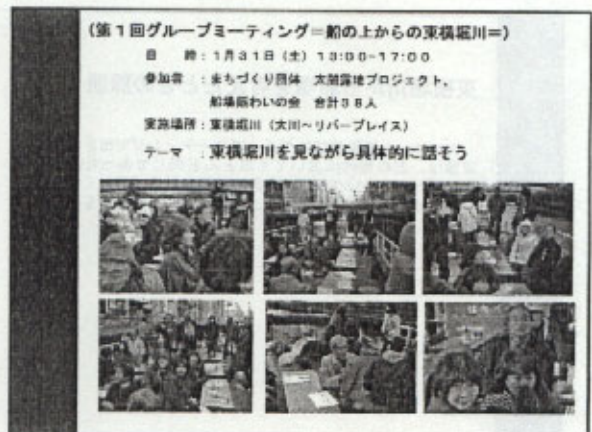 (第1回グループミーティング=船の上からの東横堀川=)
日 時:1月31日(土) 13:00-17:00
参加者 :まちづくり団体 太閤露地プロジェクト、
船場賑わいの会 合計38人
実施場所:東横堀川(大川~リバープレイス)
テーマ :東横堀川を見ながら具体的に話そう